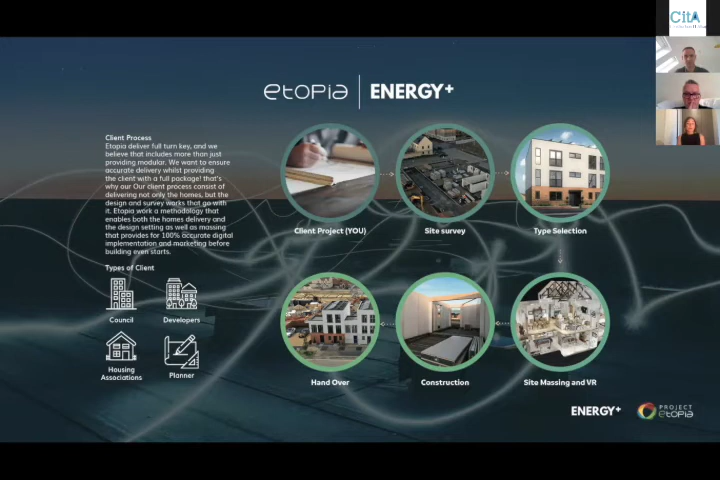 CitA
etopia ENERGY+
Client Process
Etopia deliver full turn key, and we
believe that includes more than just
providing modular. We want to ensure
accurate delivery whilst providing
the client with a full package! that's
why our Our client process consist of
delivering not only the homes, but the
design and survey works that go with
it. Etopia work a methodology that
enables both the homes delivery and
the design setting as well as massing
that provides for 100% accurate digital
implementation and marketing before
building even starts.
Types of Client
Council Developers
Housing
Associations
Planner
Client Project (YOU) Site survey Type Selection
Hand Over Construction Site Massing and VR
ENERGY+ PROJECT
etopia